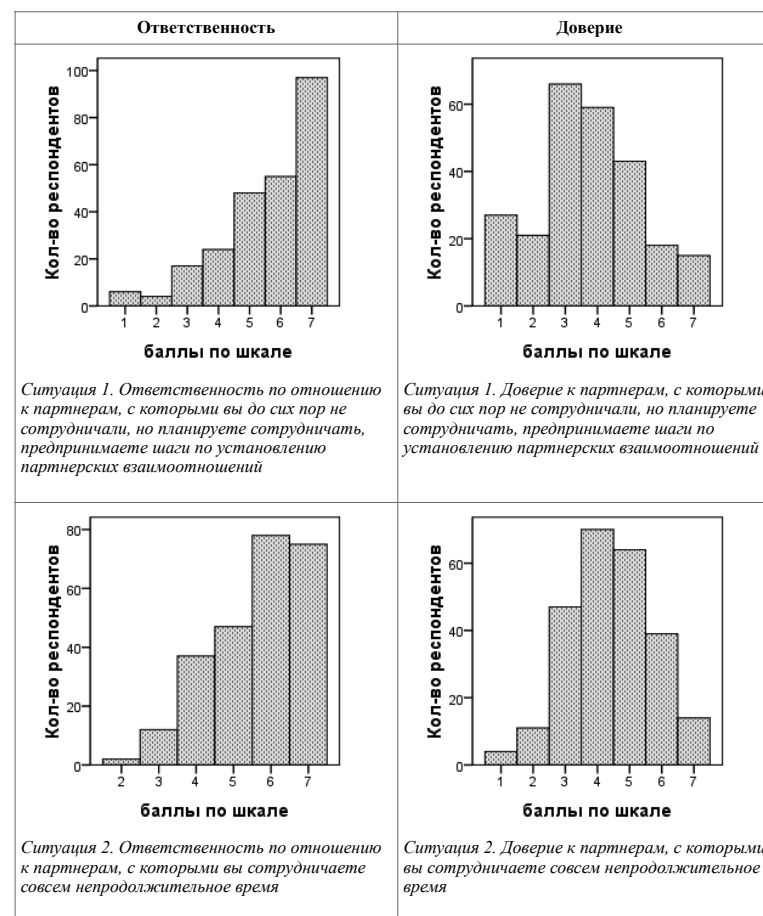 Ответственность
Доверие
100
80
60
40
20
0
Кол-во респондентов
1 2 3 4 5 6 7
баллы по шкале
60
40
20
0
Кол-во респондентов
1 2 3 4 5 6 7
баллы по шкале
Ситуация 1. Ответственность по отношению
к партнерам, с которыми вы до сих пор не
сотрудничали, но планируете сотрудничать,
предпринимаете шаги по установлению
партнерских взаимоотношений
Ситуация 1. Доверие к партнерам, с которыми
вы до сих пор не сотрудничали, но планируете
сотрудничать, предпринимаете шаги по
установлению партнерских взаимоотношений
80
60
40
20
0
Кол-во респондентов
2 3 4 5 6 7
баллы по шкале
60
40
20
0
Кол-во респондентов
1 2 3 4 5 6 7
баллы по шкале
Ситуация 2. Ответственность по отношению
к партнерам, с которыми вы сотрудничаете
совсем непродолжительное время
Ситуация 2. Доверие к партнерам, с которыми
вы сотрудничаете совсем непродолжительное
время